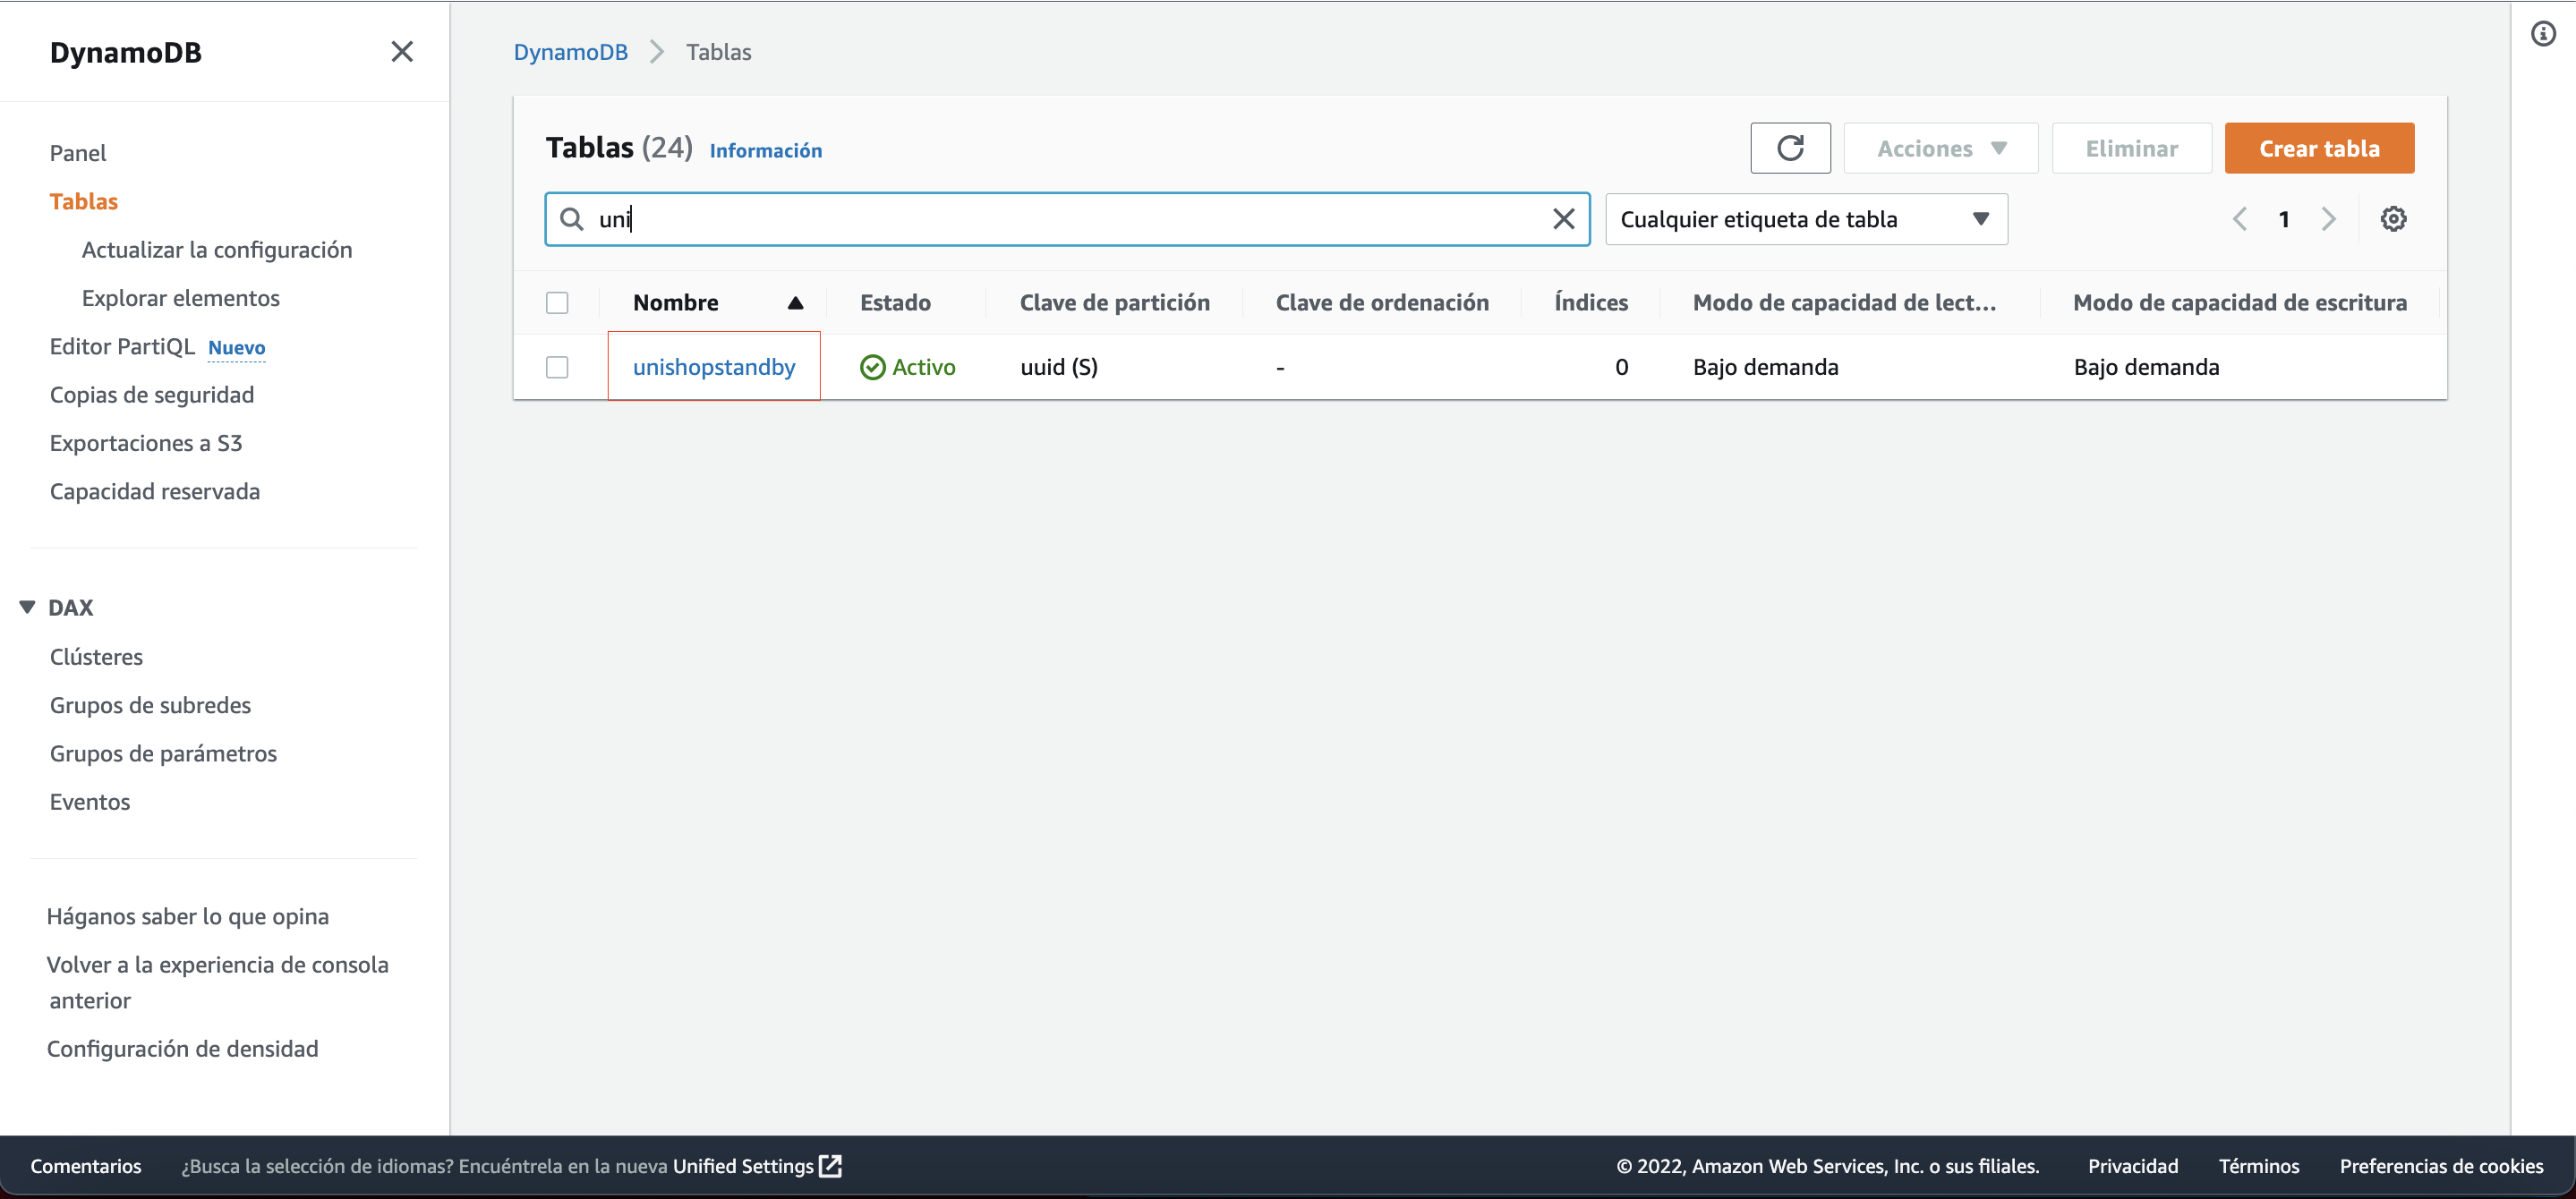 DynamoDB
Panel
Tablas
Actualizar la configuración
Explorar elementos
Editor PartiQL Nuevo
Copias de seguridad
Exportaciones a S3
Capacidad reservada
DAX
Clústeres
Grupos de subredes
Grupos de parámetros
Eventos
Háganos saber lo que opina
Volver a la experiencia de consola
anterior
Configuración de densidad
DynamoDB Tablas
Tablas (24) Información
Acciones Eliminar Crear tabla
uni Cualquier etiqueta de tabla 1
Nombre Estado Clave de partición Clave de ordenación Índices Modo de capacidad de lect... Modo de capacidad de escritura
unishopstandby Activo uuid (S) - 0 Bajo demanda Bajo demanda
Comentarios ¿Busca la selección de idiomas? Encuéntrela en la nueva Unified Settings © 2022, Amazon Web Services, Inc. o sus filiales. Privacidad Términos Preferencias de cookies